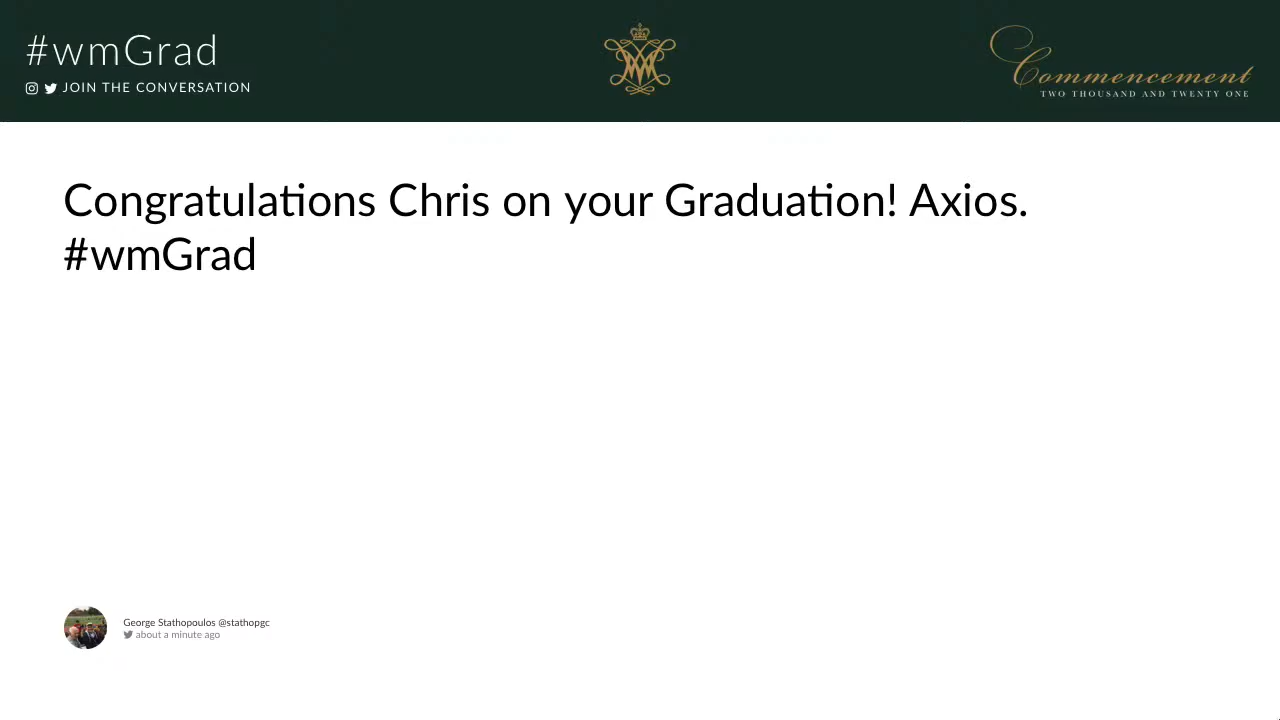 #wmGrad
JOIN THE CONVERSATION
Commencement
TWO THOUSAND AND TWENTY ONE
Congratulations Chris on your Graduation! Axios.
#wmGrad
George Stathopoulos @stathopgc
about a minute ago